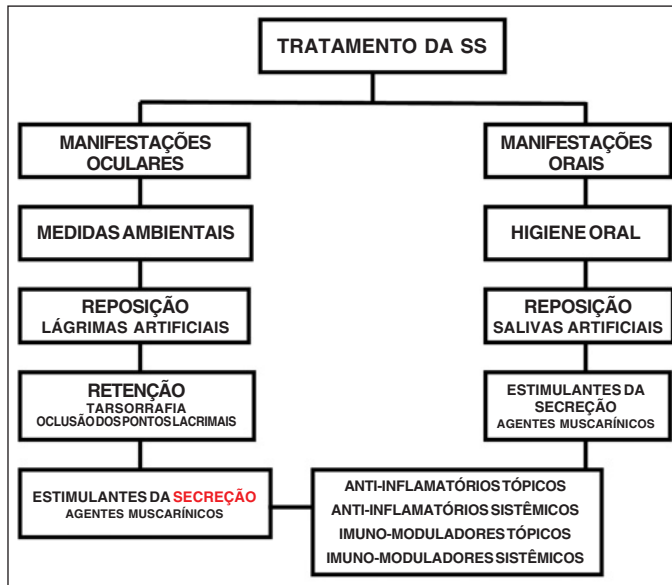 TRATAMENTO DA SS
MANIFESTAÇÕES
OCULARES
MEDIDAS AMBIENTAIS
REPOSIÇÃO
LÁGRIMAS ARTIFICIAIS
RETENÇÃO
TARSORRAFIA
OCLUSÃO DOS PONTOS LACRIMAIS
ESTIMULANTES DA SECREÇÃO
AGENTES MUSCARÍNICOS
MANIFESTAÇÕES
ORAIS
HIGIENE ORAL
REPOSIÇÃO
SALIVAS ARTIFICIAIS
ESTIMULANTES DA
SECREÇÃO
AGENTES MUSCARÍNICOS
ANTI-INFLAMATÓRIOS TÓPICOS
ANTI-INFLAMATÓRIOS SISTÊMICOS
IMUNO-MODULADORES TÓPICOS
IMUNO-MODULADORES SISTÊMICOS